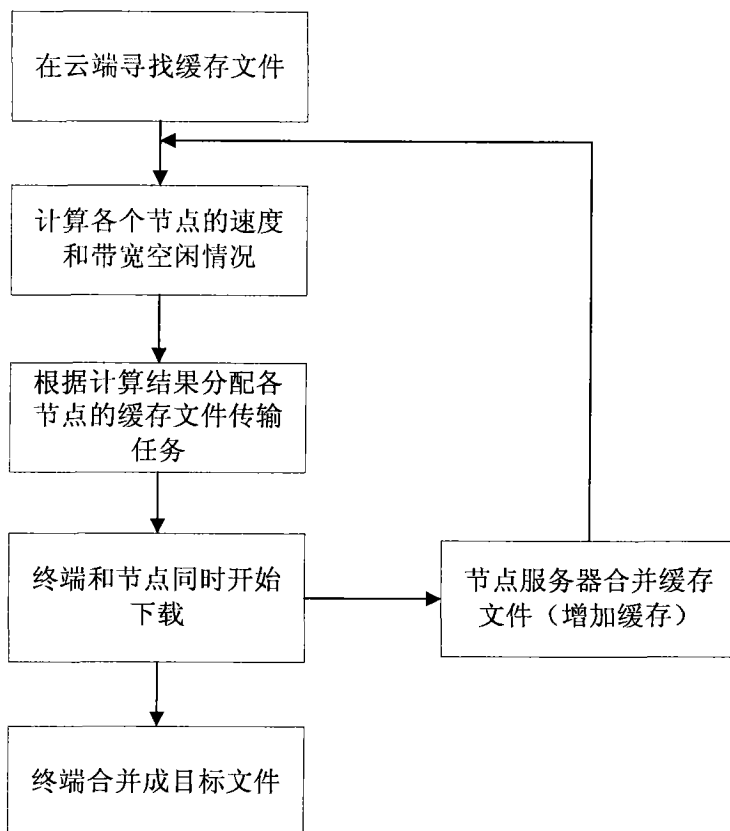 在云端寻找缓存文件
计算各个节点的速度
和带宽空闲情况
根据计算结果分配各
节点的缓存文件传输
任务
终端和节点同时开始
下载
节点服务器合并缓存
文件（增加缓存）
终端合并成目标文件